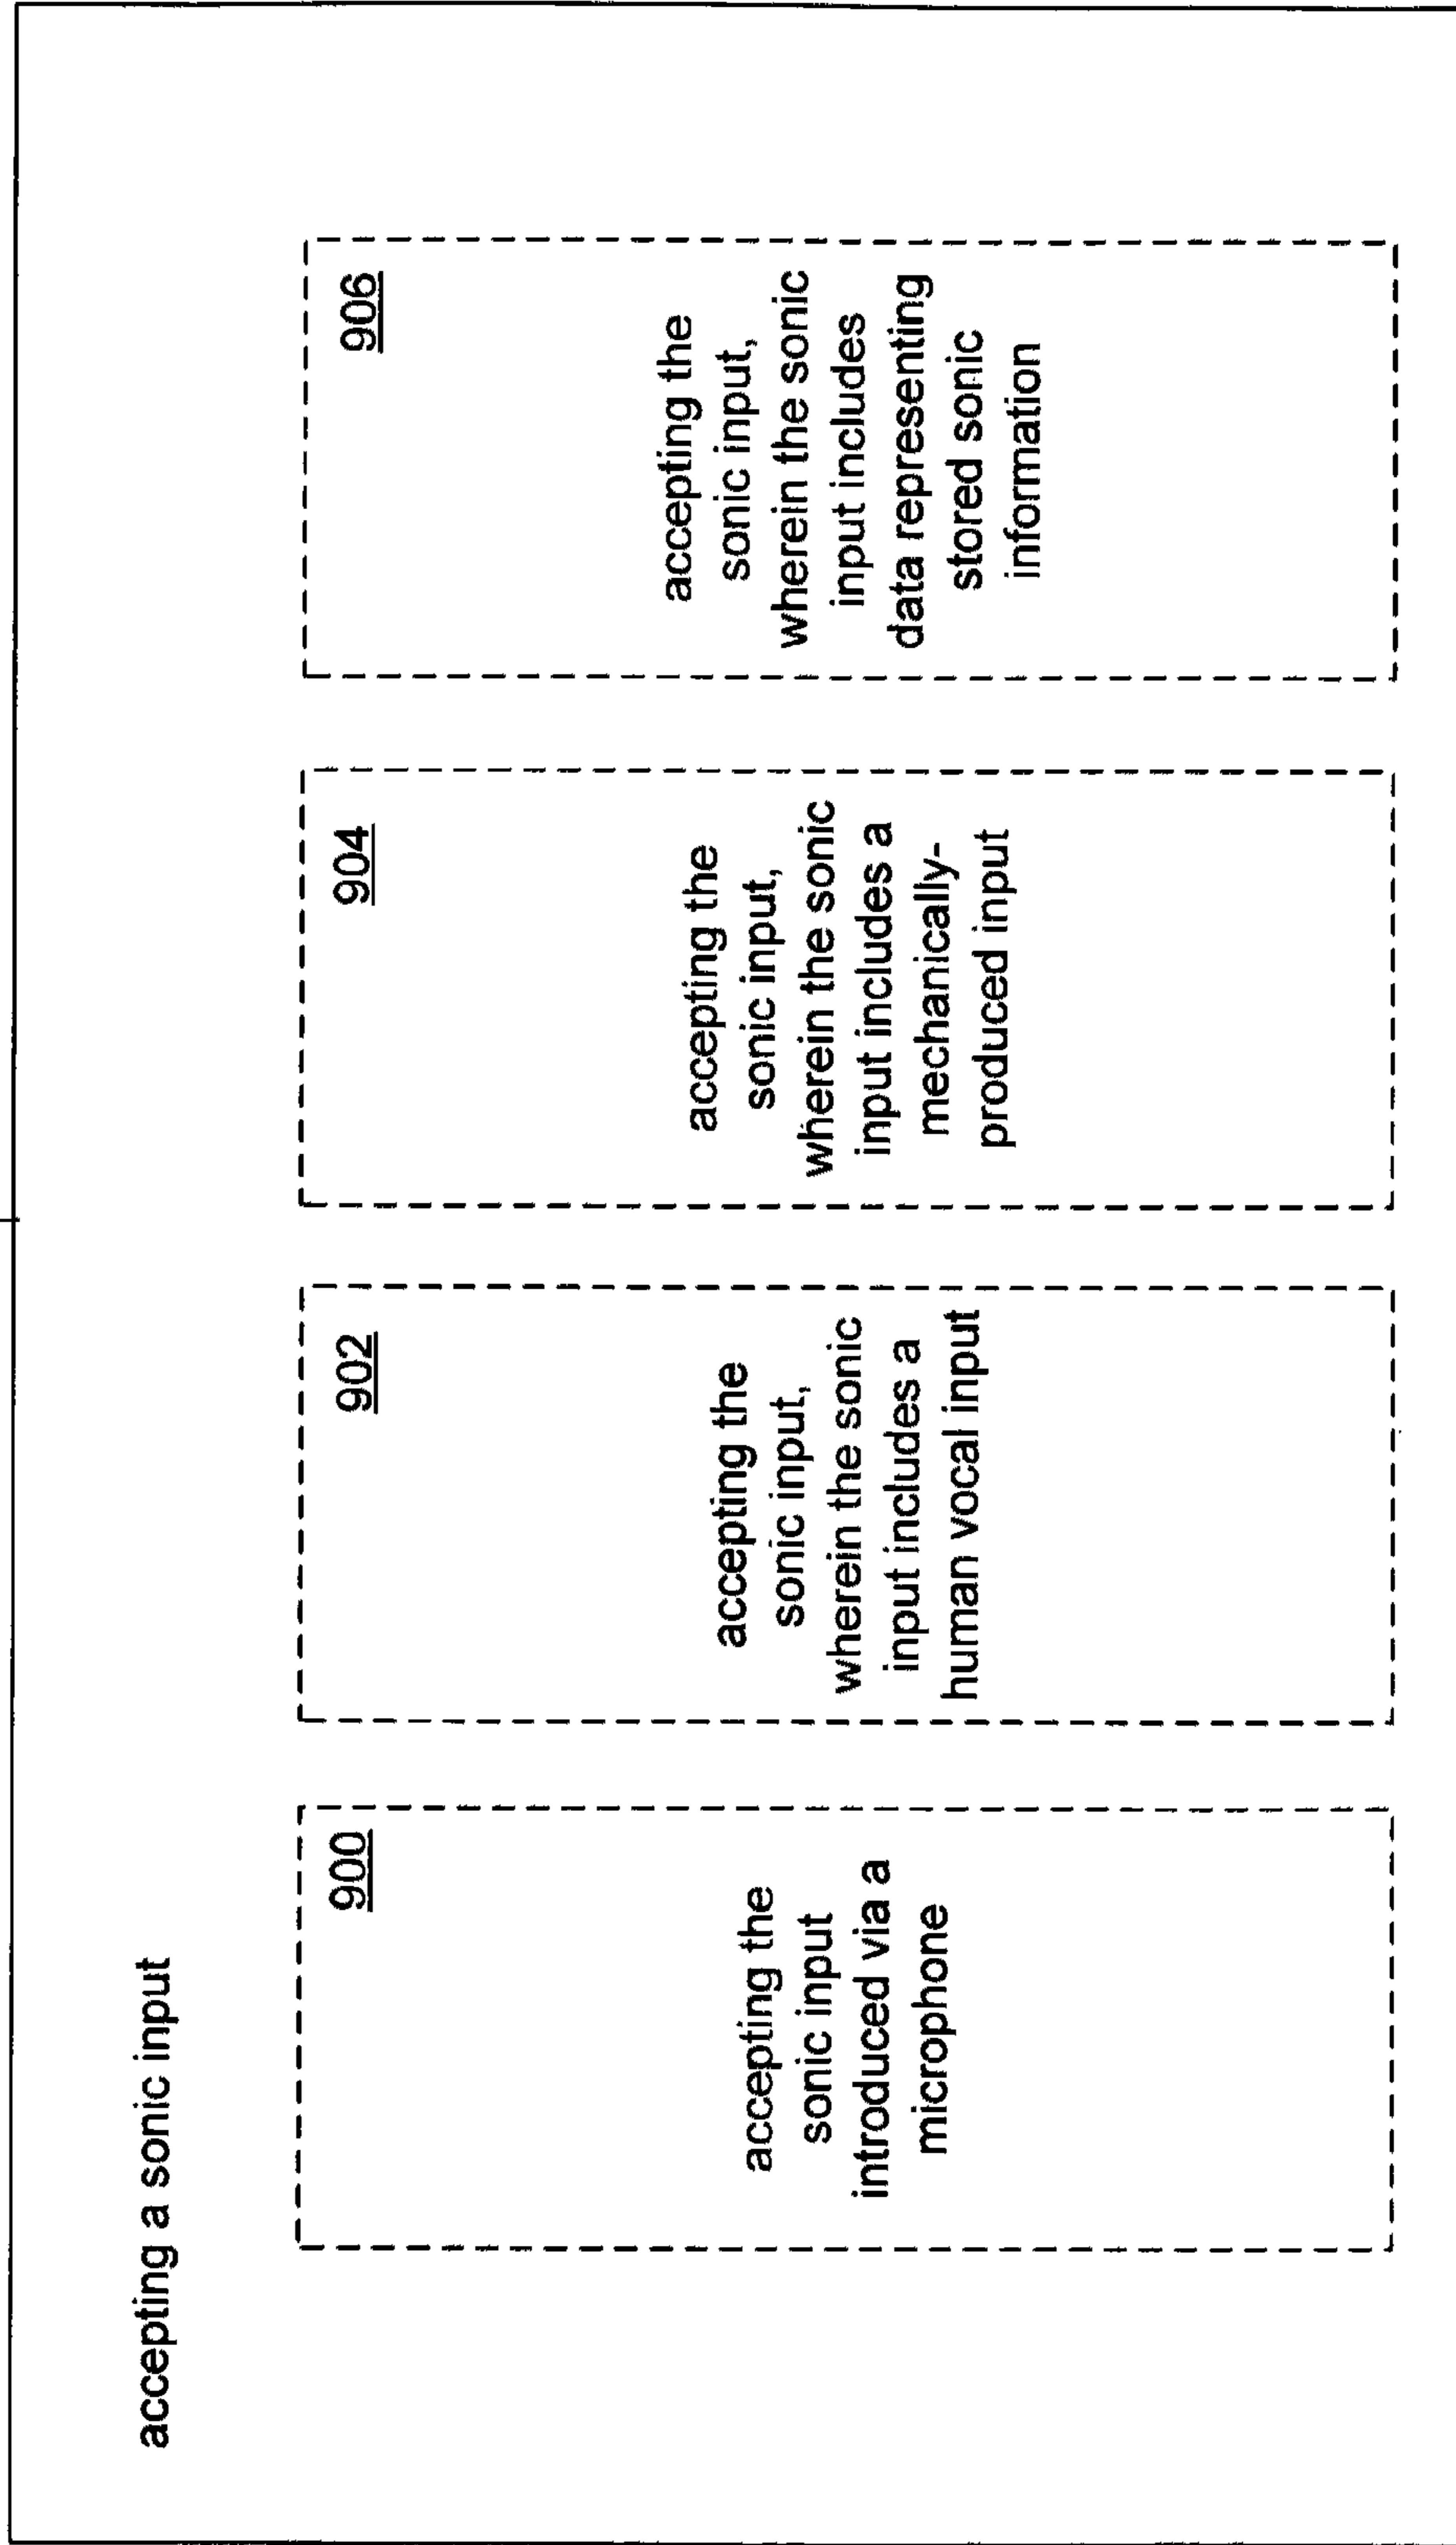 accepting a sonic input
900
accepting the
sonic input
introduced via a
microphone
902
accepting the
sonic input,
wherein the sonic
input includes a
human vocal input
904
accepting the
sonic input,
wherein the sonic
input includes a
mechanically-
produced input
906
accepting the
sonic input,
wherein the sonic
input includes
data representing
stored sonic
information